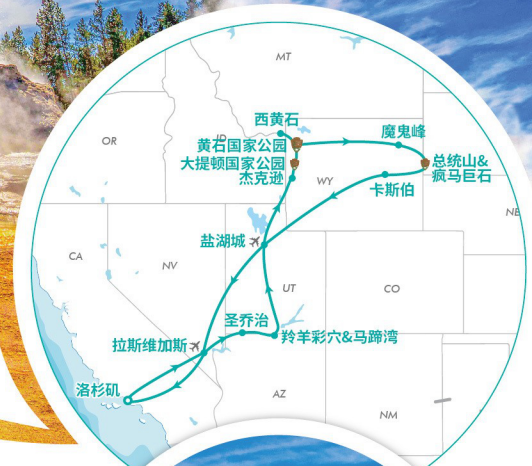 MT
西黄石
OR
ID
黄石国家公园
魔鬼峰
大提顿国家公园
总统山&
疯马巨石
杰克逊
WY
卡斯伯
NE
盐湖城
CA
NV
UT
CO
圣乔治
羚羊彩穴&马蹄湾
拉斯维加斯
洛杉矶
AZ
NM